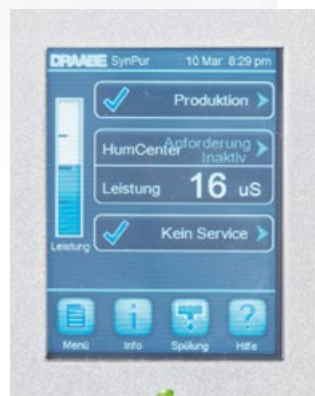 DRAABE SynPur 10 Mar 8:29 pm
Produktion
HumCenter Anforderung
Inaktiv
Leistung 16 uS
Kein Service
Leistung
Menü Info Spülung Hilfe